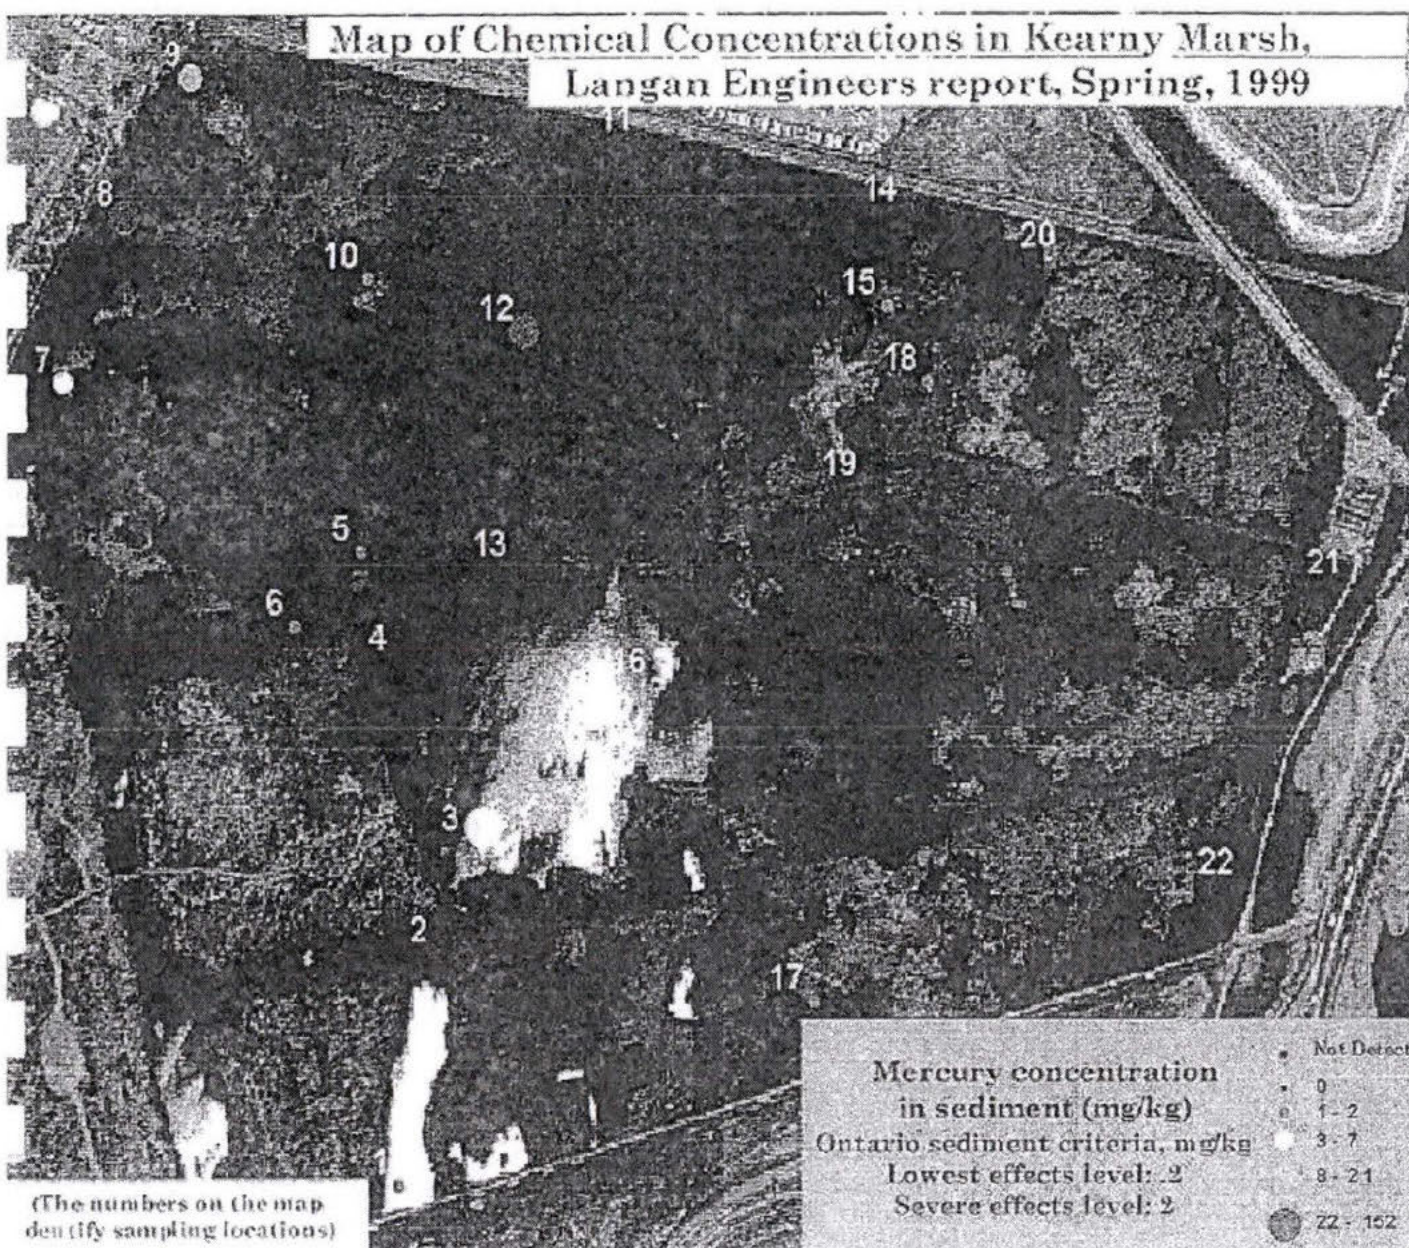 Map of Chemical Concentrations in Kearny Marsh,
Langan Engineers report, Spring, 1999
9
11
8
14
20
10
15
12
7
18
19
5
13
21
6
4
6
3
22
2
17
Mercury concentration
in sediment (mg/kg)
Ontario sediment criteria, mg/kg
Lowest effects level: .2
Severe effects level: 2
Not Detect
0
1 - 2
3 - 7
8 - 21
22 - 152
(The numbers on the map
dentify sampling locations)